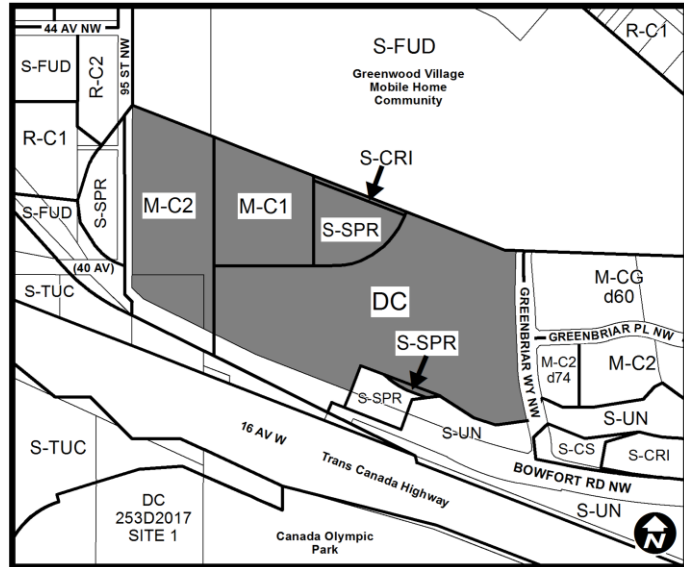 44 AV NW
S-FUD
R-C2
95 ST NW
S-FUD
Greenwood Village
Mobile Home
Community
R-C1
R-C1
S-CRI
S-SPR
M-C2
M-C1
S-SPR
S-FUD
(40 AV)
S-TUC
DC
GREENBRIAR WY NW
M-CG
d60
GREENBRIAR PL NW
M-C2
d74
M-C2
S-SPR
S-SPR
S-UN
S-UN
S-CS
S-CRI
BOWFORT RD NW
S-UN
16 AV W
Trans Canada Highway
S-TUC
DC
253D2017
SITE 1
Canada Olympic
Park
N